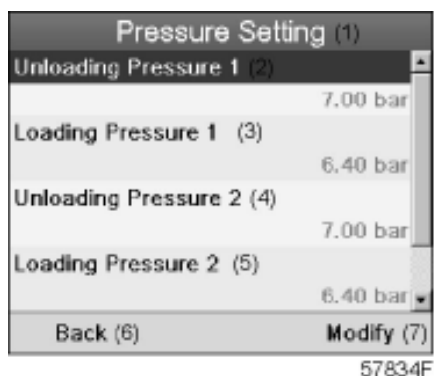 Pressure Setting (1)
Unloading Pressure 1 (2)
7.00 bar
Loading Pressure 1 (3)
6.40 bar
Unloading Pressure 2 (4)
7.00 bar
Loading Pressure 2 (5)
6.40 bar
Back (6) Modify (7)
57834F